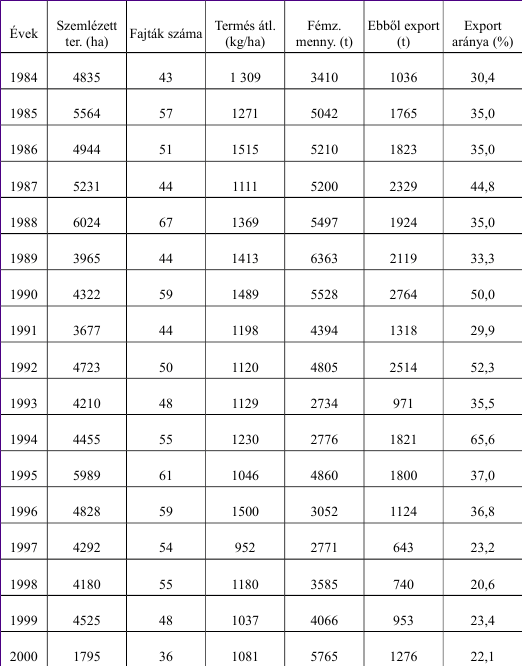 Évek Szemlézett ter. (ha) Fajták száma Termés átl. (kg/ha) Fémz. menny. (t) Ebből export (t) Export aránya (%)
1984 4835 43 1 309 3410 1036 30,4
1985 5564 57 1271 5042 1765 35,0
1986 4944 51 1515 5210 1823 35,0
1987 5231 44 1111 5200 2329 44,8
1988 6024 67 1369 5497 1924 35,0
1989 3965 44 1413 6363 2119 33,3
1990 4322 59 1489 5528 2764 50,0
1991 3677 44 1198 4394 1318 29,9
1992 4723 50 1120 4805 2514 52,3
1993 4210 48 1129 2734 971 35,5
1994 4455 55 1230 2776 1821 65,6
1995 5989 61 1046 4860 1800 37,0
1996 4828 59 1500 3052 1124 36,8
1997 4292 54 952 2771 643 23,2
1998 4180 55 1180 3585 740 20,6
1999 4525 48 1037 4066 953 23,4
2000 1795 36 1081 5765 1276 22,1